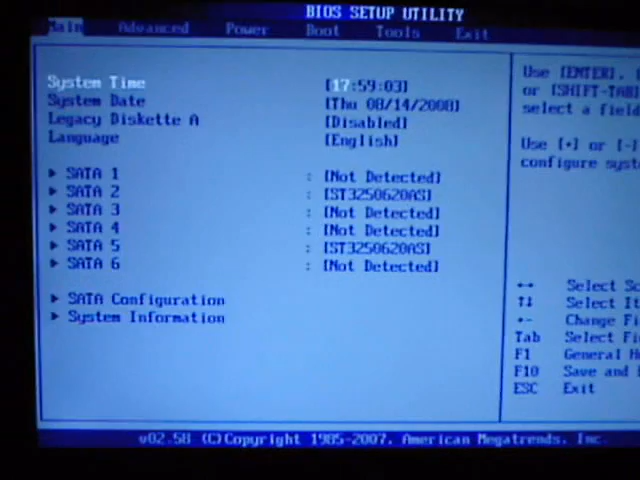 BIOS SETUP UTILITY
Main Advanced Power Boot Tools Exit
System Time [17:59:03]
System Date [Thu 08/14/2008]
Legacy Diskette A [Disabled]
Language [English]
▶ SATA 1 : [Not Detected]
▶ SATA 2 : [ST3250620AS]
▶ SATA 3 : [Not Detected]
▶ SATA 4 : [Not Detected]
▶ SATA 5 : [ST3250620AS]
▶ SATA 6 : [Not Detected]
▶ SATA Configuration
▶ System Information
Use [ENTER],
or [SHIFT-TAB]
select a field
Use [+] or [-]
configure
↔ Select
↑↓ Select
+- Change
Tab Select
F1 General
F10 Save and
ESC Exit
v02.58 (C)Copyright 1985-2007, American Megatrends, Inc.